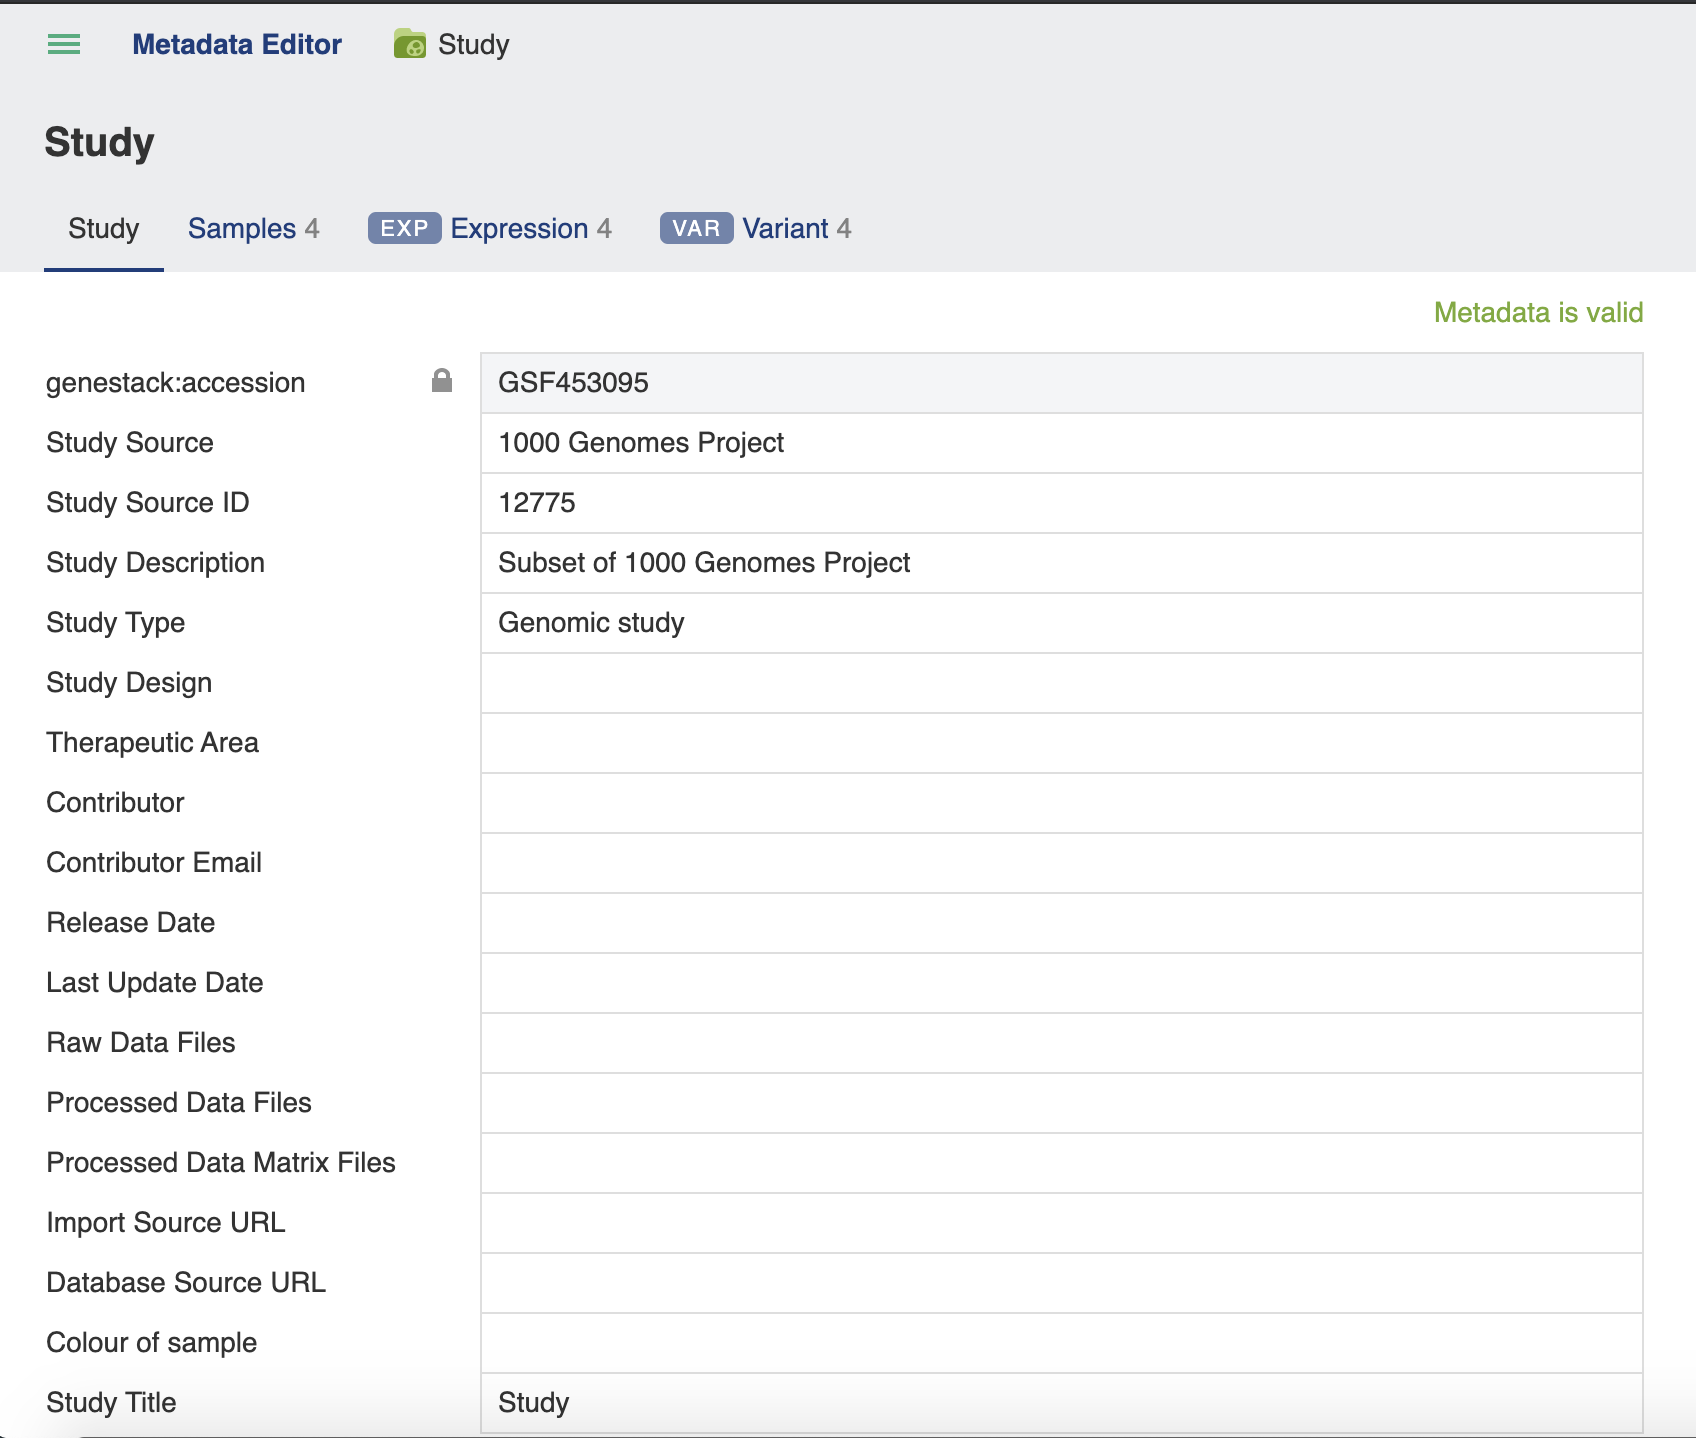 Metadata Editor Study
Study
Study Samples 4 EXP Expression 4 VAR Variant 4
Metadata is valid
genestack:accession GSF453095
Study Source 1000 Genomes Project
Study Source ID 12775
Study Description Subset of 1000 Genomes Project
Study Type Genomic study
Study Design
Therapeutic Area
Contributor
Contributor Email
Release Date
Last Update Date
Raw Data Files
Processed Data Files
Processed Data Matrix Files
Import Source URL
Database Source URL
Colour of sample
Study Title Study